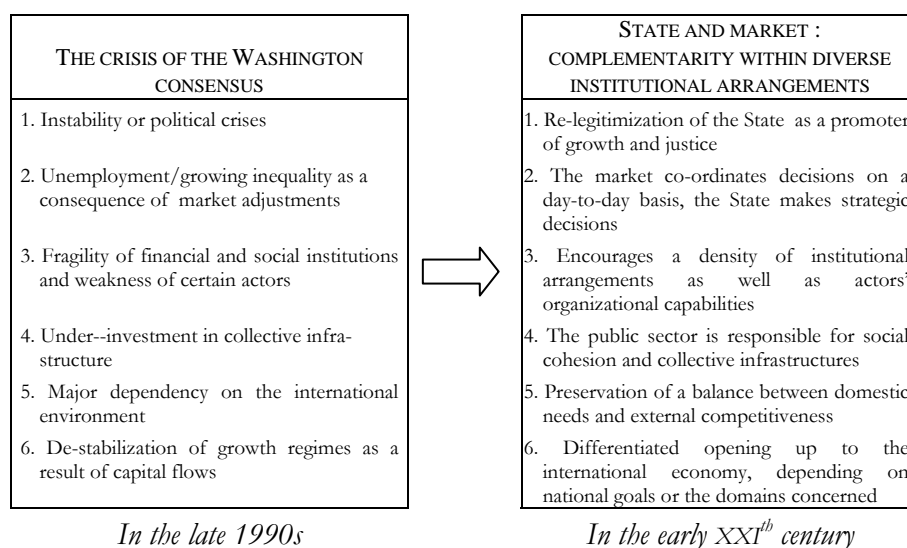 THE CRISIS OF THE WASHINGTON
CONSENSUS
1. Instability or political crises
2. Unemployment/growing inequality as a
consequence of market adjustments
3. Fragility of financial and social institutions
and weakness of certain actors
4. Under--investment in collective infra-
structure
5. Major dependency on the international
environment
6. De-stabilization of growth regimes as a
result of capital flows
In the late 1990s
STATE AND MARKET :
COMPLEMENTARITY WITHIN DIVERSE
INSTITUTIONAL ARRANGEMENTS
1. Re-legitimization of the State as a promoter
of growth and justice
2. The market co-ordinates decisions on a
day-to-day basis, the State makes strategic
decisions
3. Encourages a density of institutional
arrangements as well as actors'
organizational capabilities
4. The public sector is responsible for social
cohesion and collective infrastructures
5. Preservation of a balance between domestic
needs and external competitiveness
6. Differentiated opening up to the
international economy, depending on
national goals or the domains concerned
In the early XXIth century